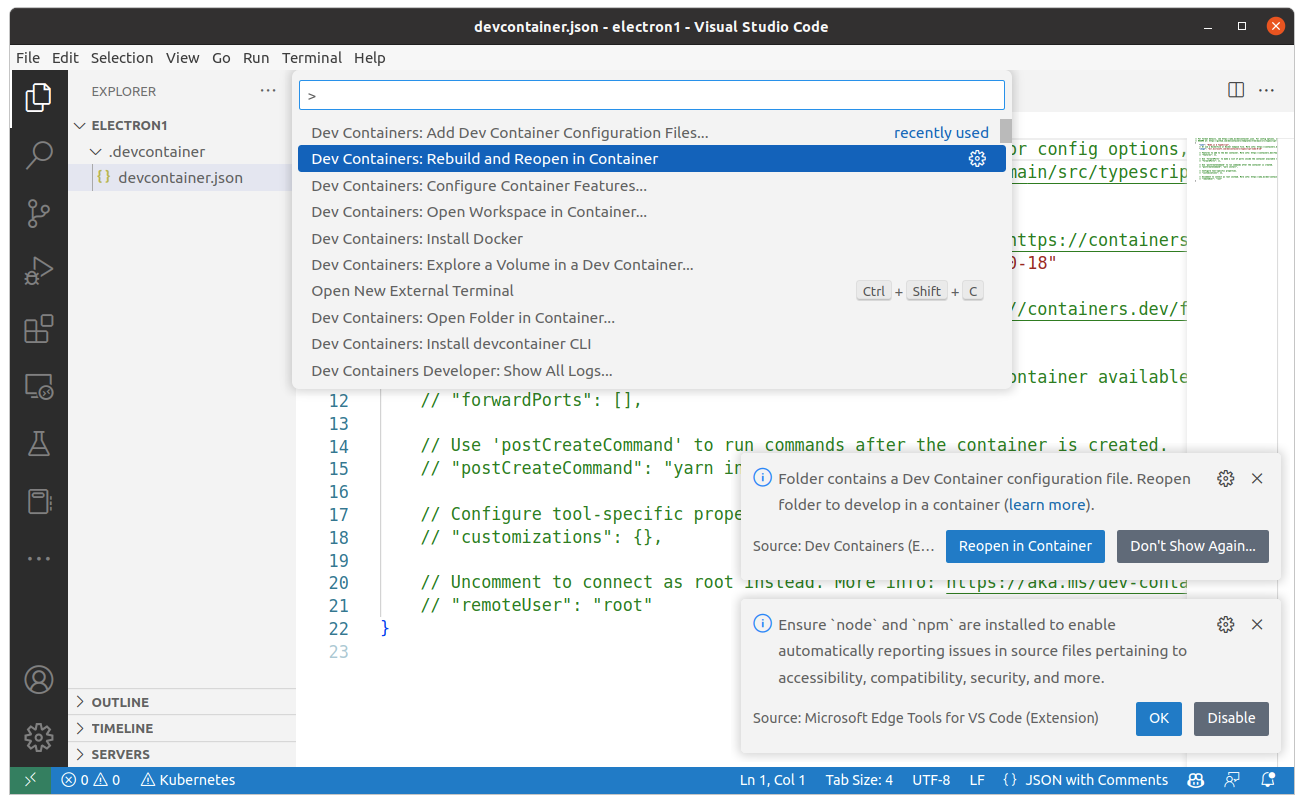 devcontainer.json - electron1 - Visual Studio Code
File Edit Selection View Go Run Terminal Help
EXPLORER
ELECTRON1
.devcontainer
{} devcontainer.json
>
Dev Containers: Add Dev Container Configuration Files... recently used
Dev Containers: Rebuild and Reopen in Container
Dev Containers: Configure Container Features...
Dev Containers: Open Workspace in Container...
Dev Containers: Install Docker
Dev Containers: Explore a Volume in a Dev Container...
Open New External Terminal Ctrl + Shift + C
Dev Containers: Open Folder in Container...
Dev Containers: Install devcontainer CLI
Dev Containers Developer: Show All Logs...
or config options,
main/src/typescrip
https://containers
0-18"
//containers.dev/f
ontainer available
12 // "forwardPorts": [],
13
14 // Use 'postCreateCommand' to run commands after the container is created.
15 // "postCreateCommand": "yarn in
16
17 // Configure tool-specific prope
18 // "customizations": {},
19
20 // Uncomment to connect as root instead. More info: https://aka.ms/dev-conta
21 // "remoteUser": "root"
22 }
23
Folder contains a Dev Container configuration file. Reopen
folder to develop in a container (learn more).
Source: Dev Containers (E... Reopen in Container Don't Show Again...
Ensure `node` and `npm` are installed to enable
automatically reporting issues in source files pertaining to
accessibility, compatibility, security, and more.
Source: Microsoft Edge Tools for VS Code (Extension) OK Disable
OUTLINE
TIMELINE
SERVERS
0 0 Kubernetes Ln 1, Col 1 Tab Size: 4 UTF-8 LF {} JSON with Comments